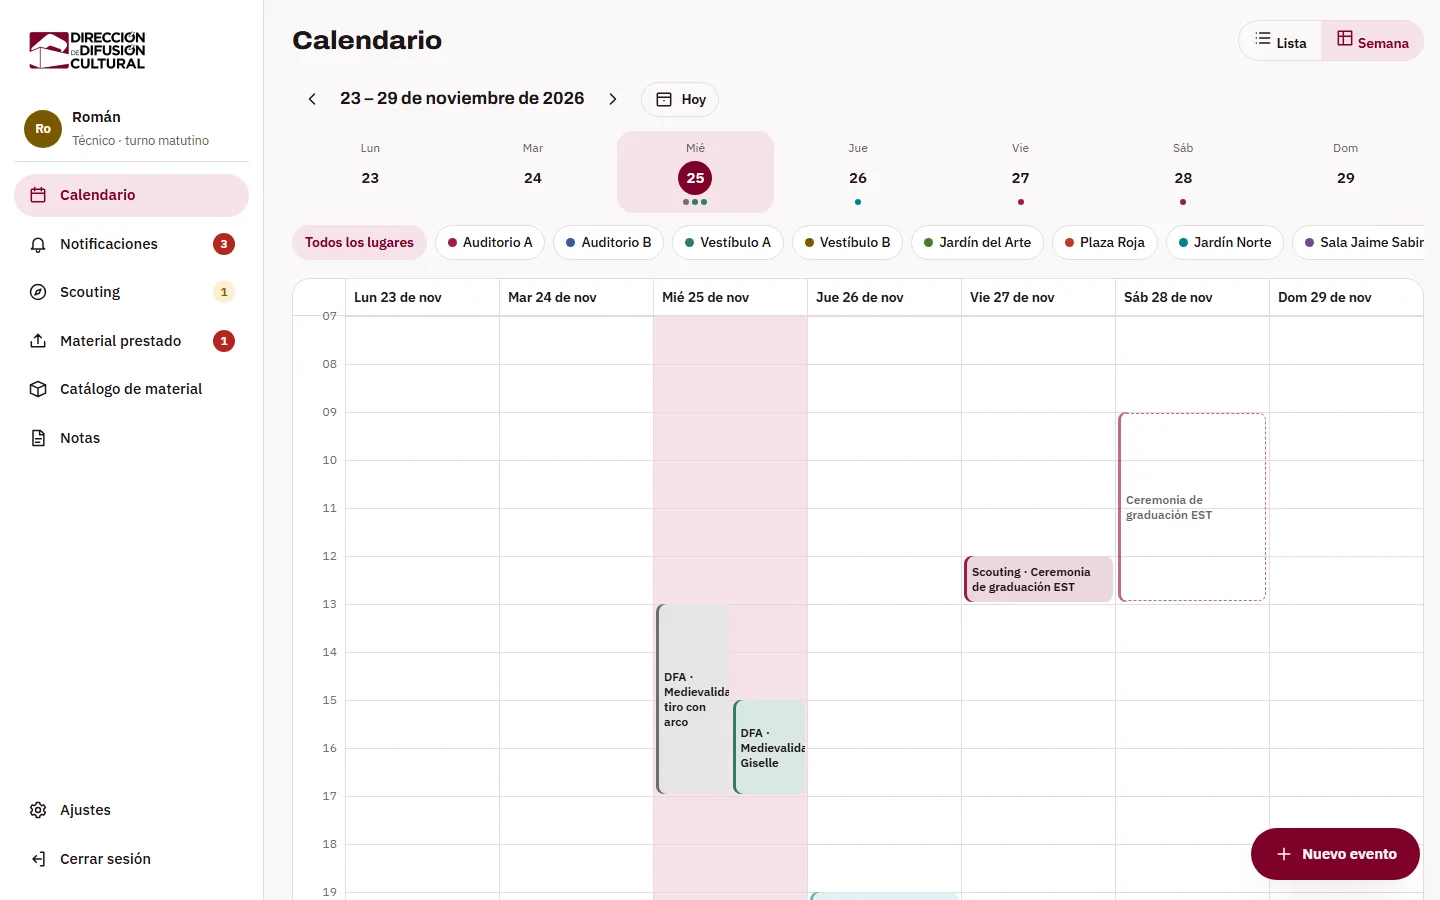 DIRECCIÓN
DE DIFUSIÓN
CULTURAL
Ro
Román
Técnico · turno matutino
Calendario
Notificaciones 3
Scouting 1
Material prestado 1
Catálogo de material
Notas
Ajustes
Cerrar sesión
Calendario
Lista
Semana
23 – 29 de noviembre de 2026
Hoy
Lun Mar Mié Jue Vie Sáb Dom
23 24 25 26 27 28 29
Todos los lugares Auditorio A Auditorio B Vestíbulo A Vestíbulo B Jardín del Arte Plaza Roja Jardín Norte Sala Jaime Sabin
Lun 23 de nov Mar 24 de nov Mié 25 de nov Jue 26 de nov Vie 27 de nov Sáb 28 de nov Dom 29 de nov
07
08
09
10
Ceremonia de
graduación EST
11
12
Scouting · Ceremonia
de graduación EST
13
14
DFA ·
Medievalida
tiro con
arco
15
DFA ·
Medievalida
Giselle
16
17
18
19
Nuevo evento